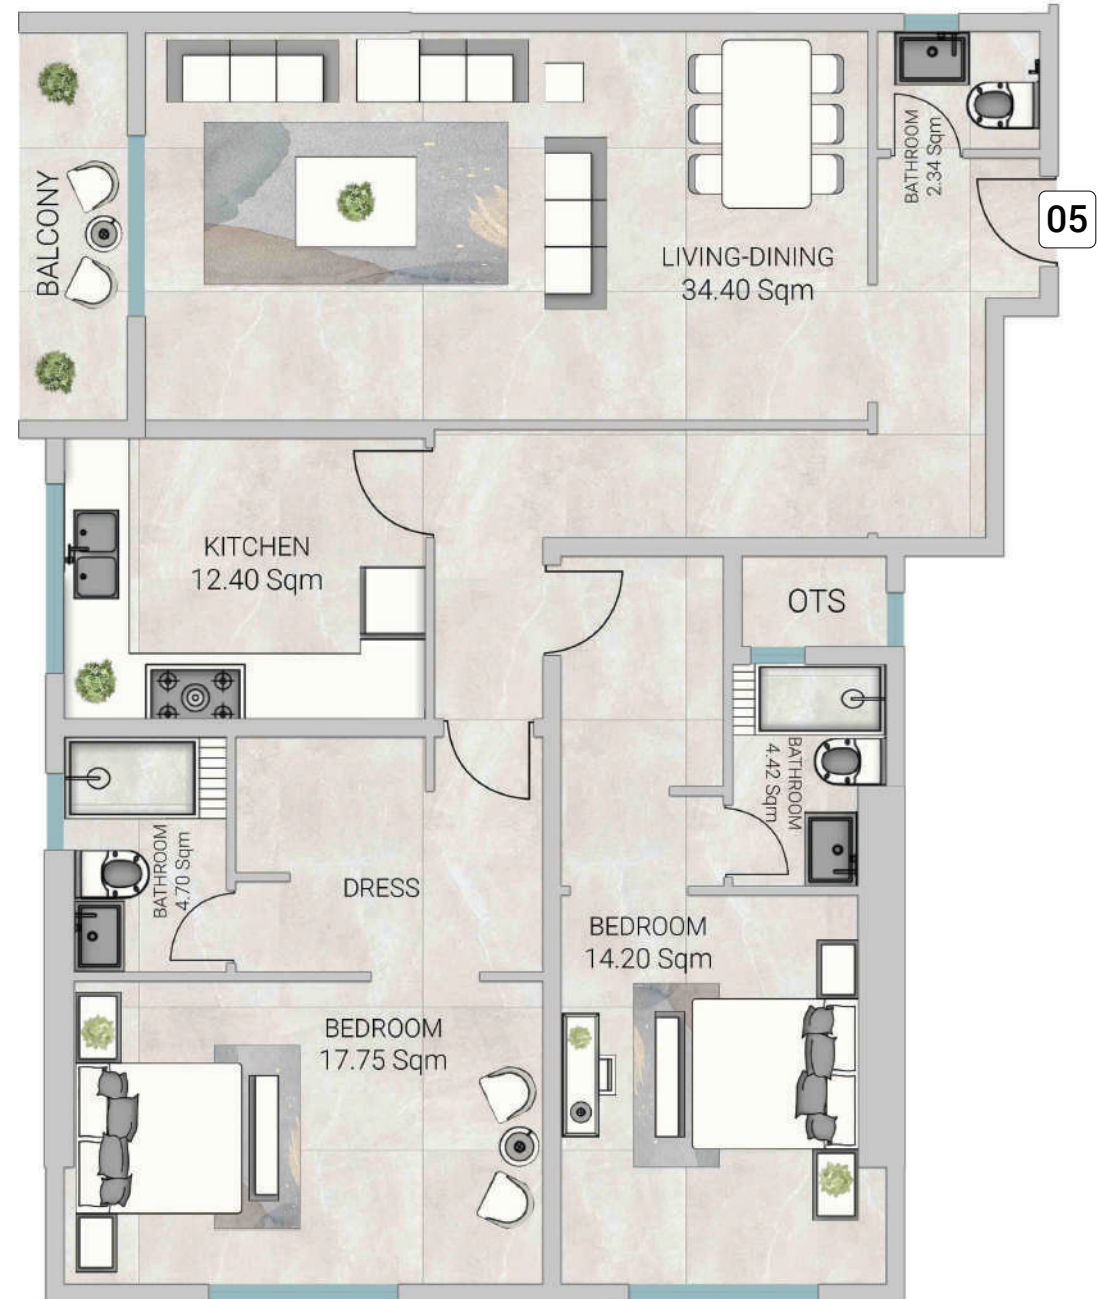 BATHROOM
2.34 Sqm
05
BALCONY
LIVING-DINING
34.40 Sqm
KITCHEN
12.40 Sqm
OTS
BATHROOM
4.42 Sqm
BATHROOM
4.70 Sqm
DRESS
BEDROOM
14.20 Sqm
BEDROOM
17.75 Sqm